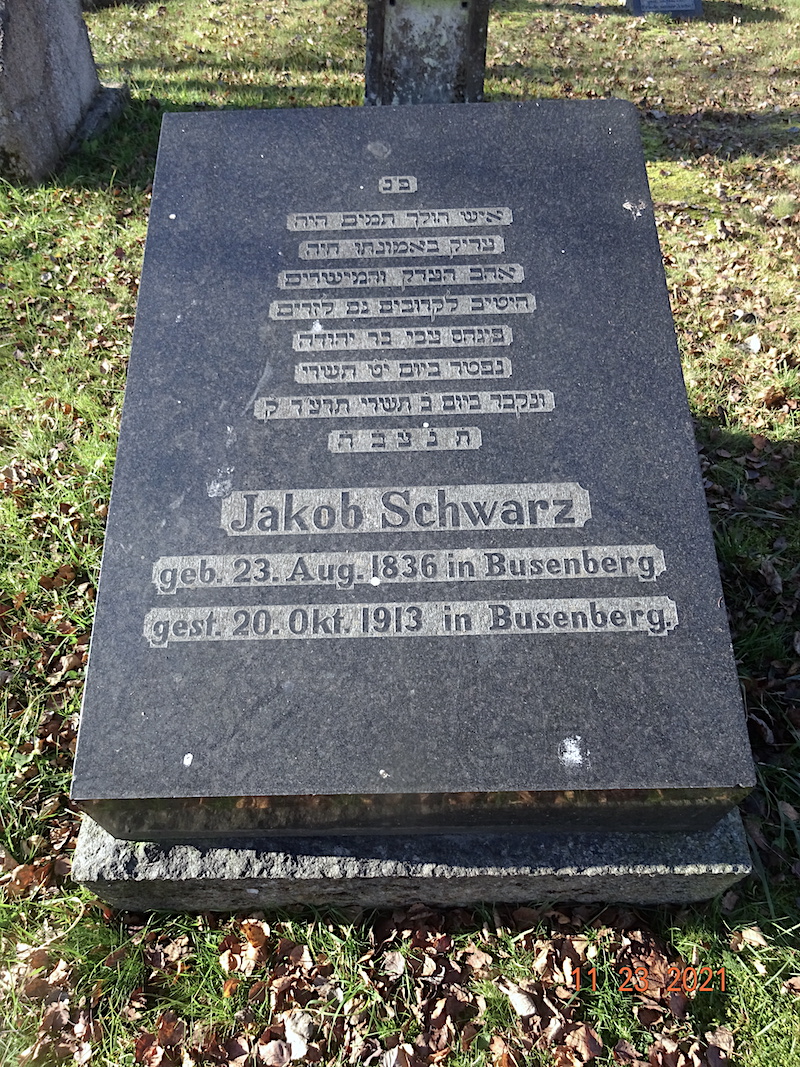 פנ
איש הולך תמים היה
צדיק באמונתו חיה
אהב הצדק והמישרים
היטיב לקרובים גם לזרים
פינחס צבי בר יהודה
נפטר ביום יט תשרי
ונקבר ביום ב תשרי תרע״ד ק
ת נ צ ב ה
Jakob Schwarz
geb. 23. Aug. 1836 in Busenberg
gest. 20. Okt. 1913 in Busenberg.
11 23 2021